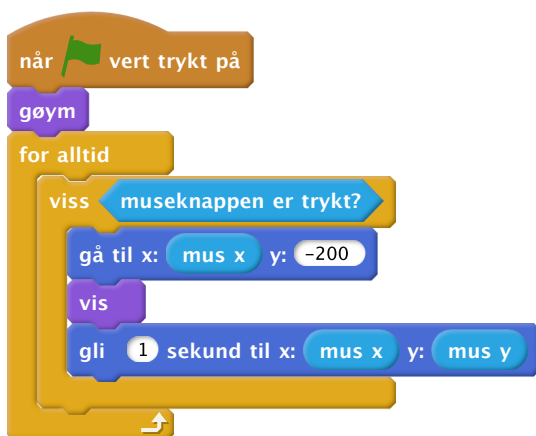 når vert trykt på
gøym
for alltid
viss museknappen er trykt?
gå til x: mus x y: -200
vis
gli 1 sekund til x: mus x y: mus y